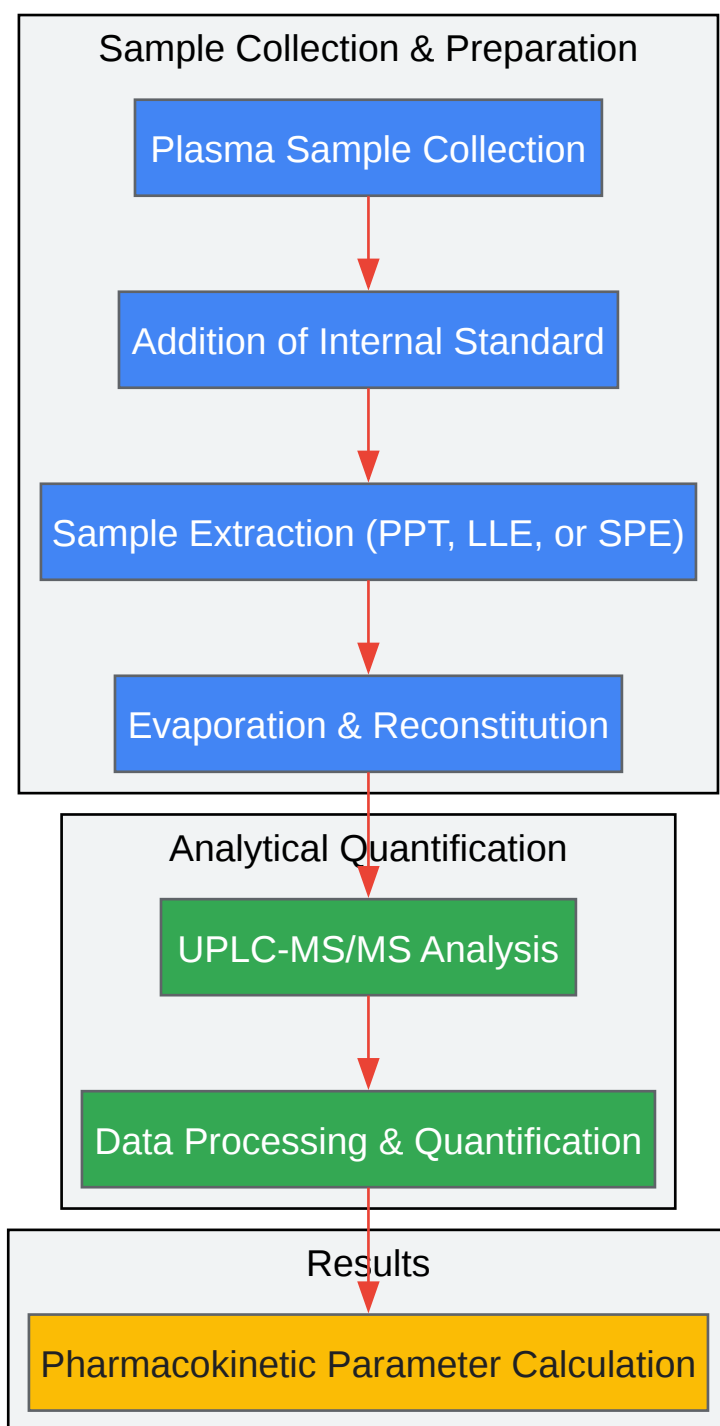 Sample Collection & Preparation
Plasma Sample Collection
Addition of Internal Standard
Sample Extraction (PPT, LLE, or SPE)
Evaporation & Reconstitution
Analytical Quantification
UPLC-MS/MS Analysis
Data Processing & Quantification
Results
Pharmacokinetic Parameter Calculation